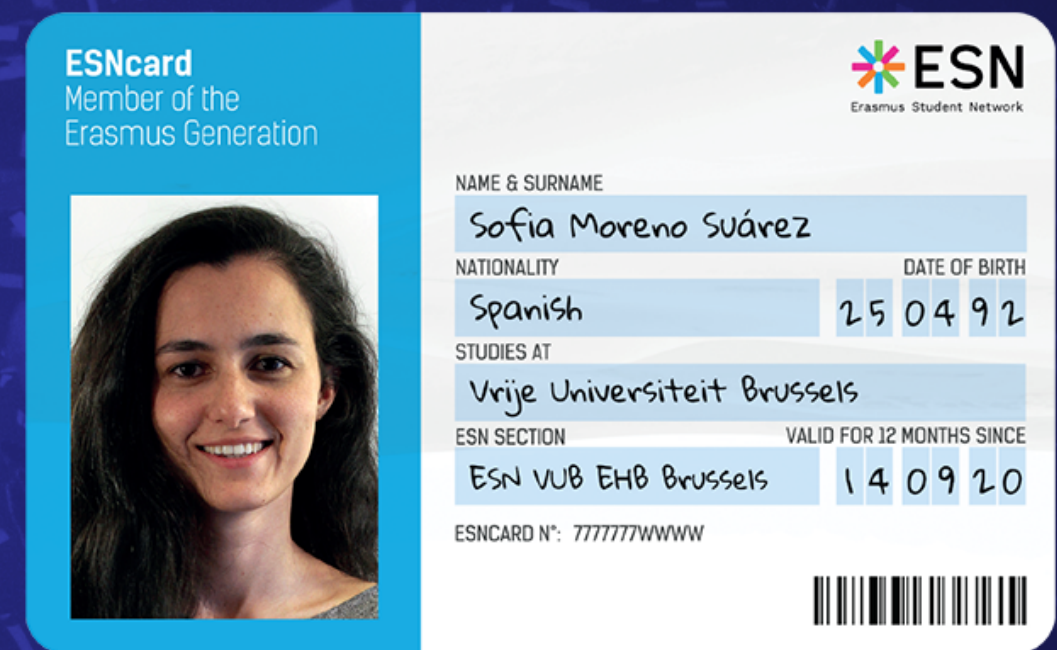 ESNcard
Member of the
Erasmus Generation
ESN
Erasmus Student Network
NAME & SURNAME
Sofia Moreno Suárez
NATIONALITY
DATE OF BIRTH
Spanish
250492
STUDIES AT
Vrije Universiteit Brussels
ESN SECTION
VALID FOR 12 MONTHS SINCE
ESN VUB EHB Brussels
140920
ESNCARD N°: 7777777WWWW